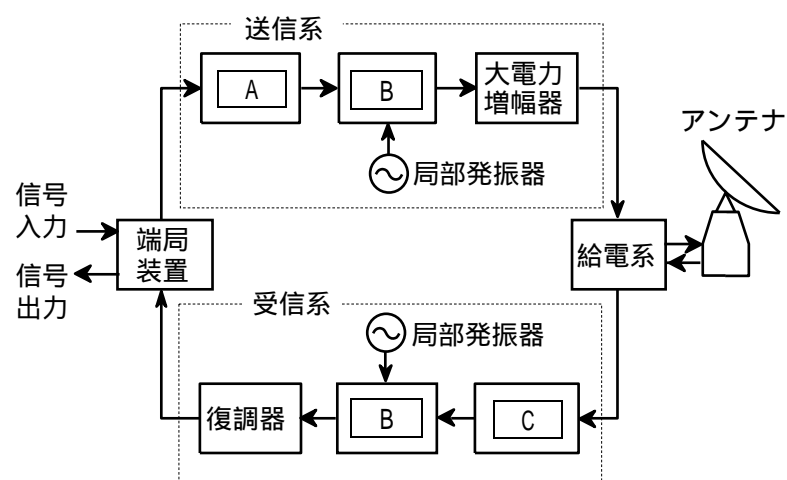 送信系
A
B
大電力
増幅器
アンテナ
局部発振器
信号
入力
端局
装置
給電系
信号
出力
受信系
局部発振器
復調器
B
C